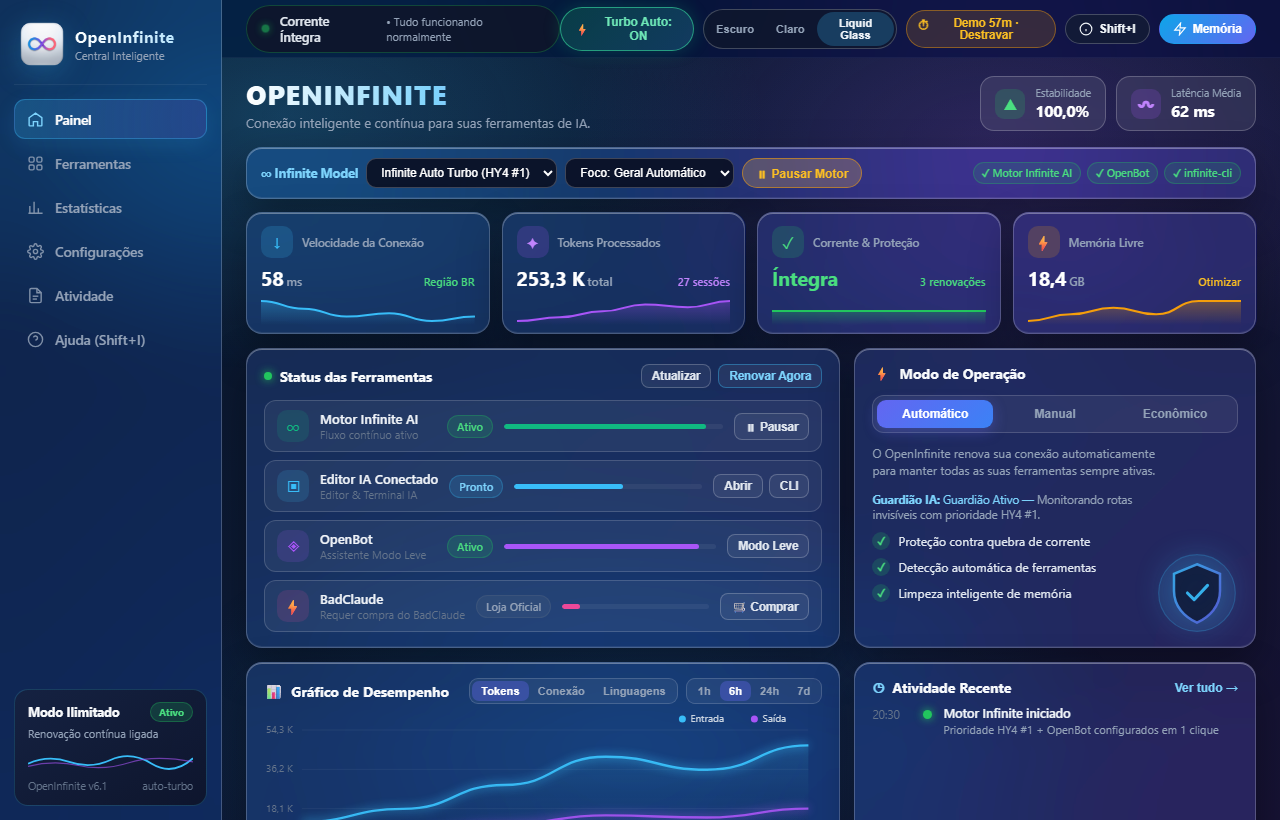 OpenInfinite
Central Inteligente
Painel
Ferramentas
Estatísticas
Configurações
Atividade
Ajuda (Shift+I)
Modo Ilimitado
Ativo
Renovação contínua ligada
OpenInfinite v6.1
auto-turbo
Corrente Íntegra
• Tudo funcionando normalmente
Turbo Auto: ON
Escuro
Claro
Liquid Glass
Demo 57m · Destravar
Shift+I
Memória
OPENINFINITE
Conexão inteligente e contínua para suas ferramentas de IA.
Estabilidade
100,0%
Latência Média
62 ms
∞ Infinite Model
Infinite Auto Turbo (HY4 #1)
Foco: Geral Automático
⏸ Pausar Motor
✓ Motor Infinite AI
✓ OpenBot
✓ infinite-cli
Velocidade da Conexão
58 ms
Região BR
Tokens Processados
253,3 K total
27 sessões
Corrente & Proteção
Íntegra
3 renovações
Memória Livre
18,4 GB
Otimizar
Status das Ferramentas
Atualizar
Renovar Agora
Motor Infinite AI
Fluxo contínuo ativo
Ativo
⏸ Pausar
Editor IA Conectado
Editor & Terminal IA
Pronto
Abrir
CLI
OpenBot
Assistente Modo Leve
Ativo
Modo Leve
BadClaude
Requer compra do BadClaude
Loja Oficial
🛒 Comprar
Modo de Operação
Automático
Manual
Econômico
O OpenInfinite renova sua conexão automaticamente
para manter todas as suas ferramentas sempre ativas.
Guardião IA: Guardião Ativo — Monitorando rotas
invisíveis com prioridade HY4 #1.
Proteção contra quebra de corrente
Detecção automática de ferramentas
Limpeza inteligente de memória
Gráfico de Desempenho
Tokens
Conexão
Linguagens
1h
6h
24h
7d
Entrada
Saída
54,3 K
36,2 K
18,1 K
Atividade Recente
Ver tudo →
20:30
Motor Infinite iniciado
Prioridade HY4 #1 + OpenBot configurados em 1 clique